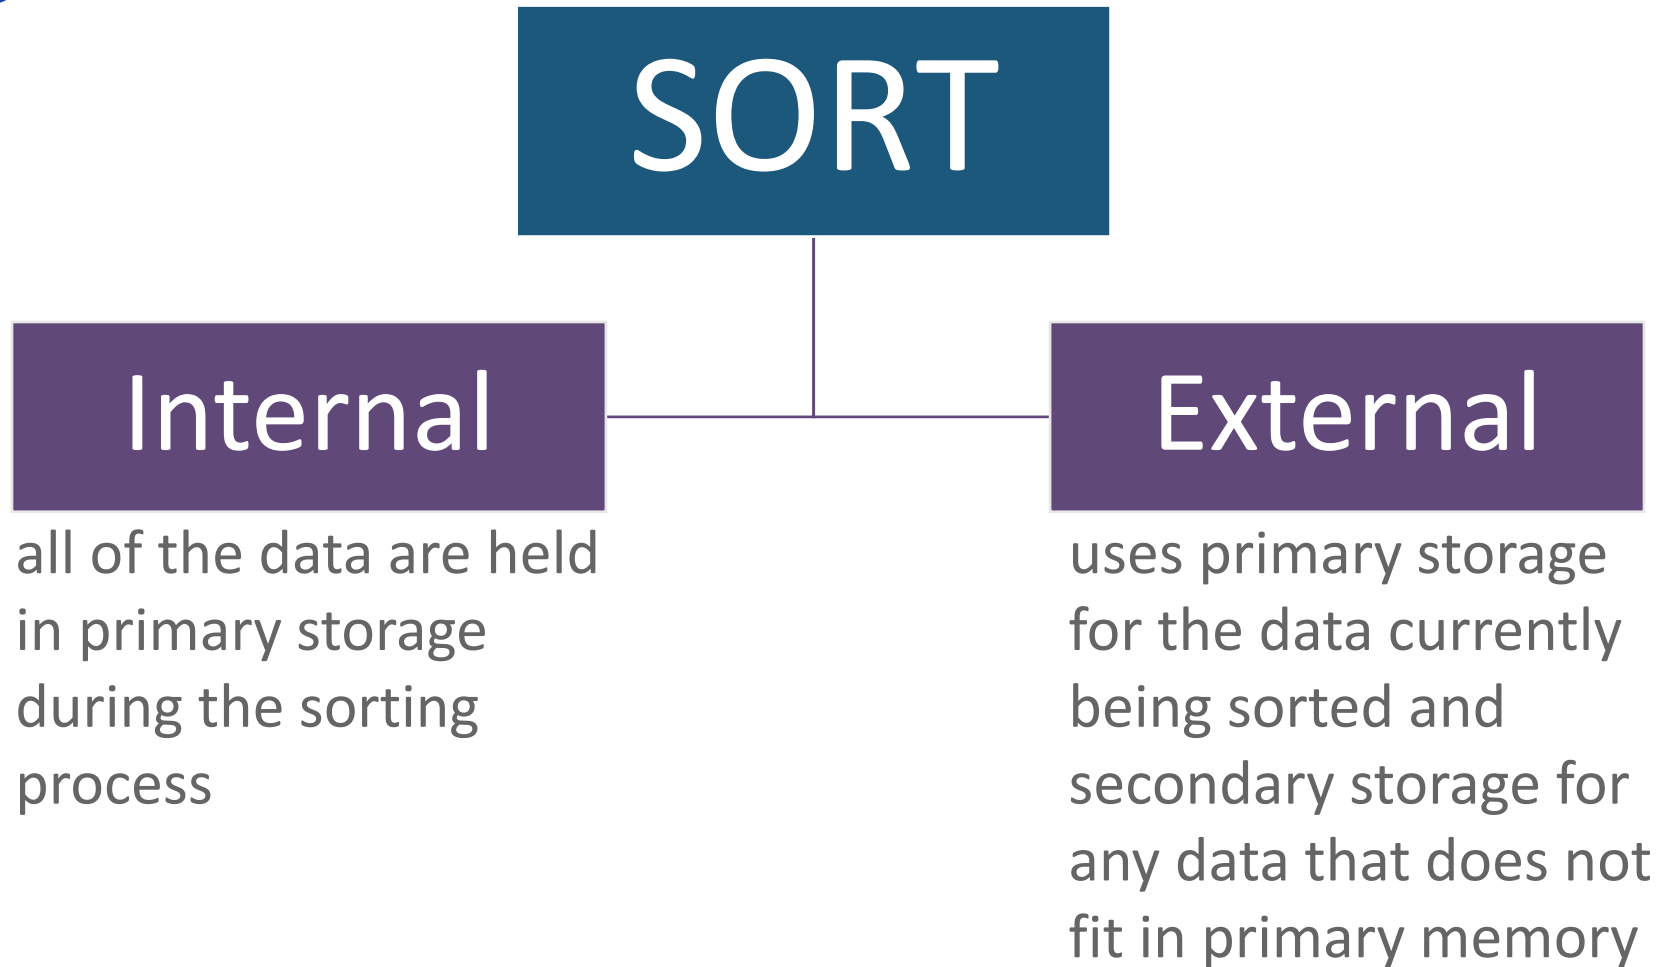 SORT
Internal
all of the data are held
in primary storage
during the sorting
process
External
uses primary storage
for the data currently
being sorted and
secondary storage for
any data that does not
fit in primary memory